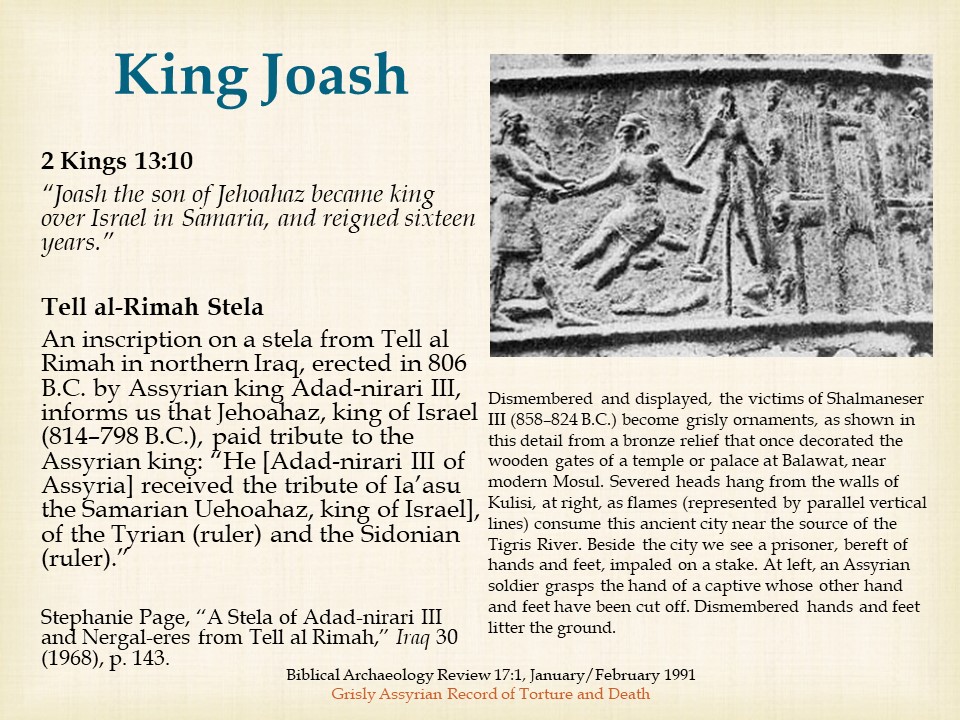 King Joash
2 Kings 13:10
“Joash the son of Jehoahaz became king
over Israel in Samaria, and reigned sixteen
years.”
Tell al-Rimah Stela
An inscription on a stela from Tell al
Rimah in northern Iraq, erected in 806
B.C. by Assyrian king Adad-nirari III,
informs us that Jehoahaz, king of Israel
(814–798 B.C.), paid tribute to the
Assyrian king: “He [Adad-nirari III of
Assyria] received the tribute of Ia’asu
the Samarian Uehoahaz, king of Israel],
of the Tyrian (ruler) and the Sidonian
(ruler).”
Stephanie Page, “A Stela of Adad-nirari III
and Nergal-eres from Tell al Rimah,” Iraq 30
(1968), p. 143.
Dismembered and displayed, the victims of Shalmaneser
III (858–824 B.C.) become grisly ornaments, as shown in
this detail from a bronze relief that once decorated the
wooden gates of a temple or palace at Balawat, near
modern Mosul. Severed heads hang from the walls of
Kulisi, at right, as flames (represented by parallel vertical
lines) consume this ancient city near the source of the
Tigris River. Beside the city we see a prisoner, bereft of
hands and feet, impaled on a stake. At left, an Assyrian
soldier grasps the hand of a captive whose other hand
and feet have been cut off. Dismembered hands and feet
litter the ground.
Biblical Archaeology Review 17:1, January/February 1991
Grisly Assyrian Record of Torture and Death